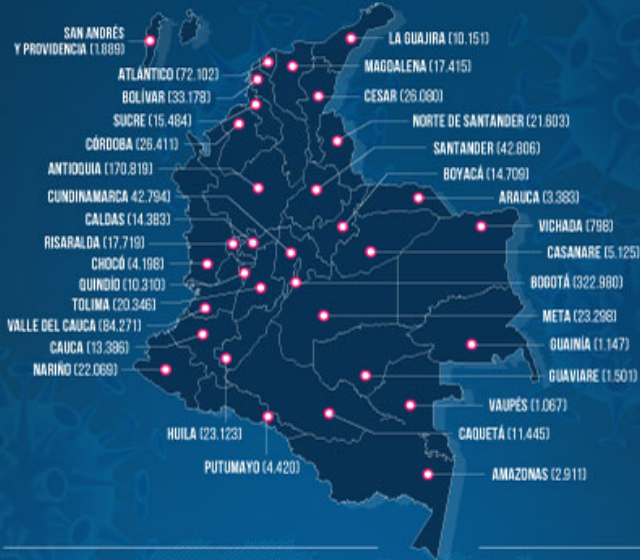 SAN ANDRÉS
Y PROVIDENCIA (1.889)
ATLÁNTICO (72.102)
BOLÍVAR (33.178)
SUCRE (15.484)
CÓRDOBA (26.411)
ANTIOQUIA (170.819)
CUNDINAMARCA 42.794)
CALDAS (14.383)
RISARALDA (17.719)
CHOCÓ (4.198)
QUINDÍO (10.310)
TOLIMA (20.346)
VALLE DEL CAUCA (84.271)
CAUCA (13.386)
NARIÑO (22.069)
HUILA (23.123)
PUTUMAYO (4.420)
LA GUAJIRA (10.151)
MAGDALENA (17.415)
CESAR (26.080)
NORTE DE SANTANDER (21.603)
SANTANDER (42.806)
BOYACÁ (14.709)
ARAUCA (3.383)
VICHADA (798)
CASANARE (5.125)
BOGOTÁ (322.980)
META (23.298)
GUAINÍA (1.147)
GUAVIARE (1.501)
VAUPÉS (1.067)
CAQUETÁ (11.445)
AMAZONAS (2.911)